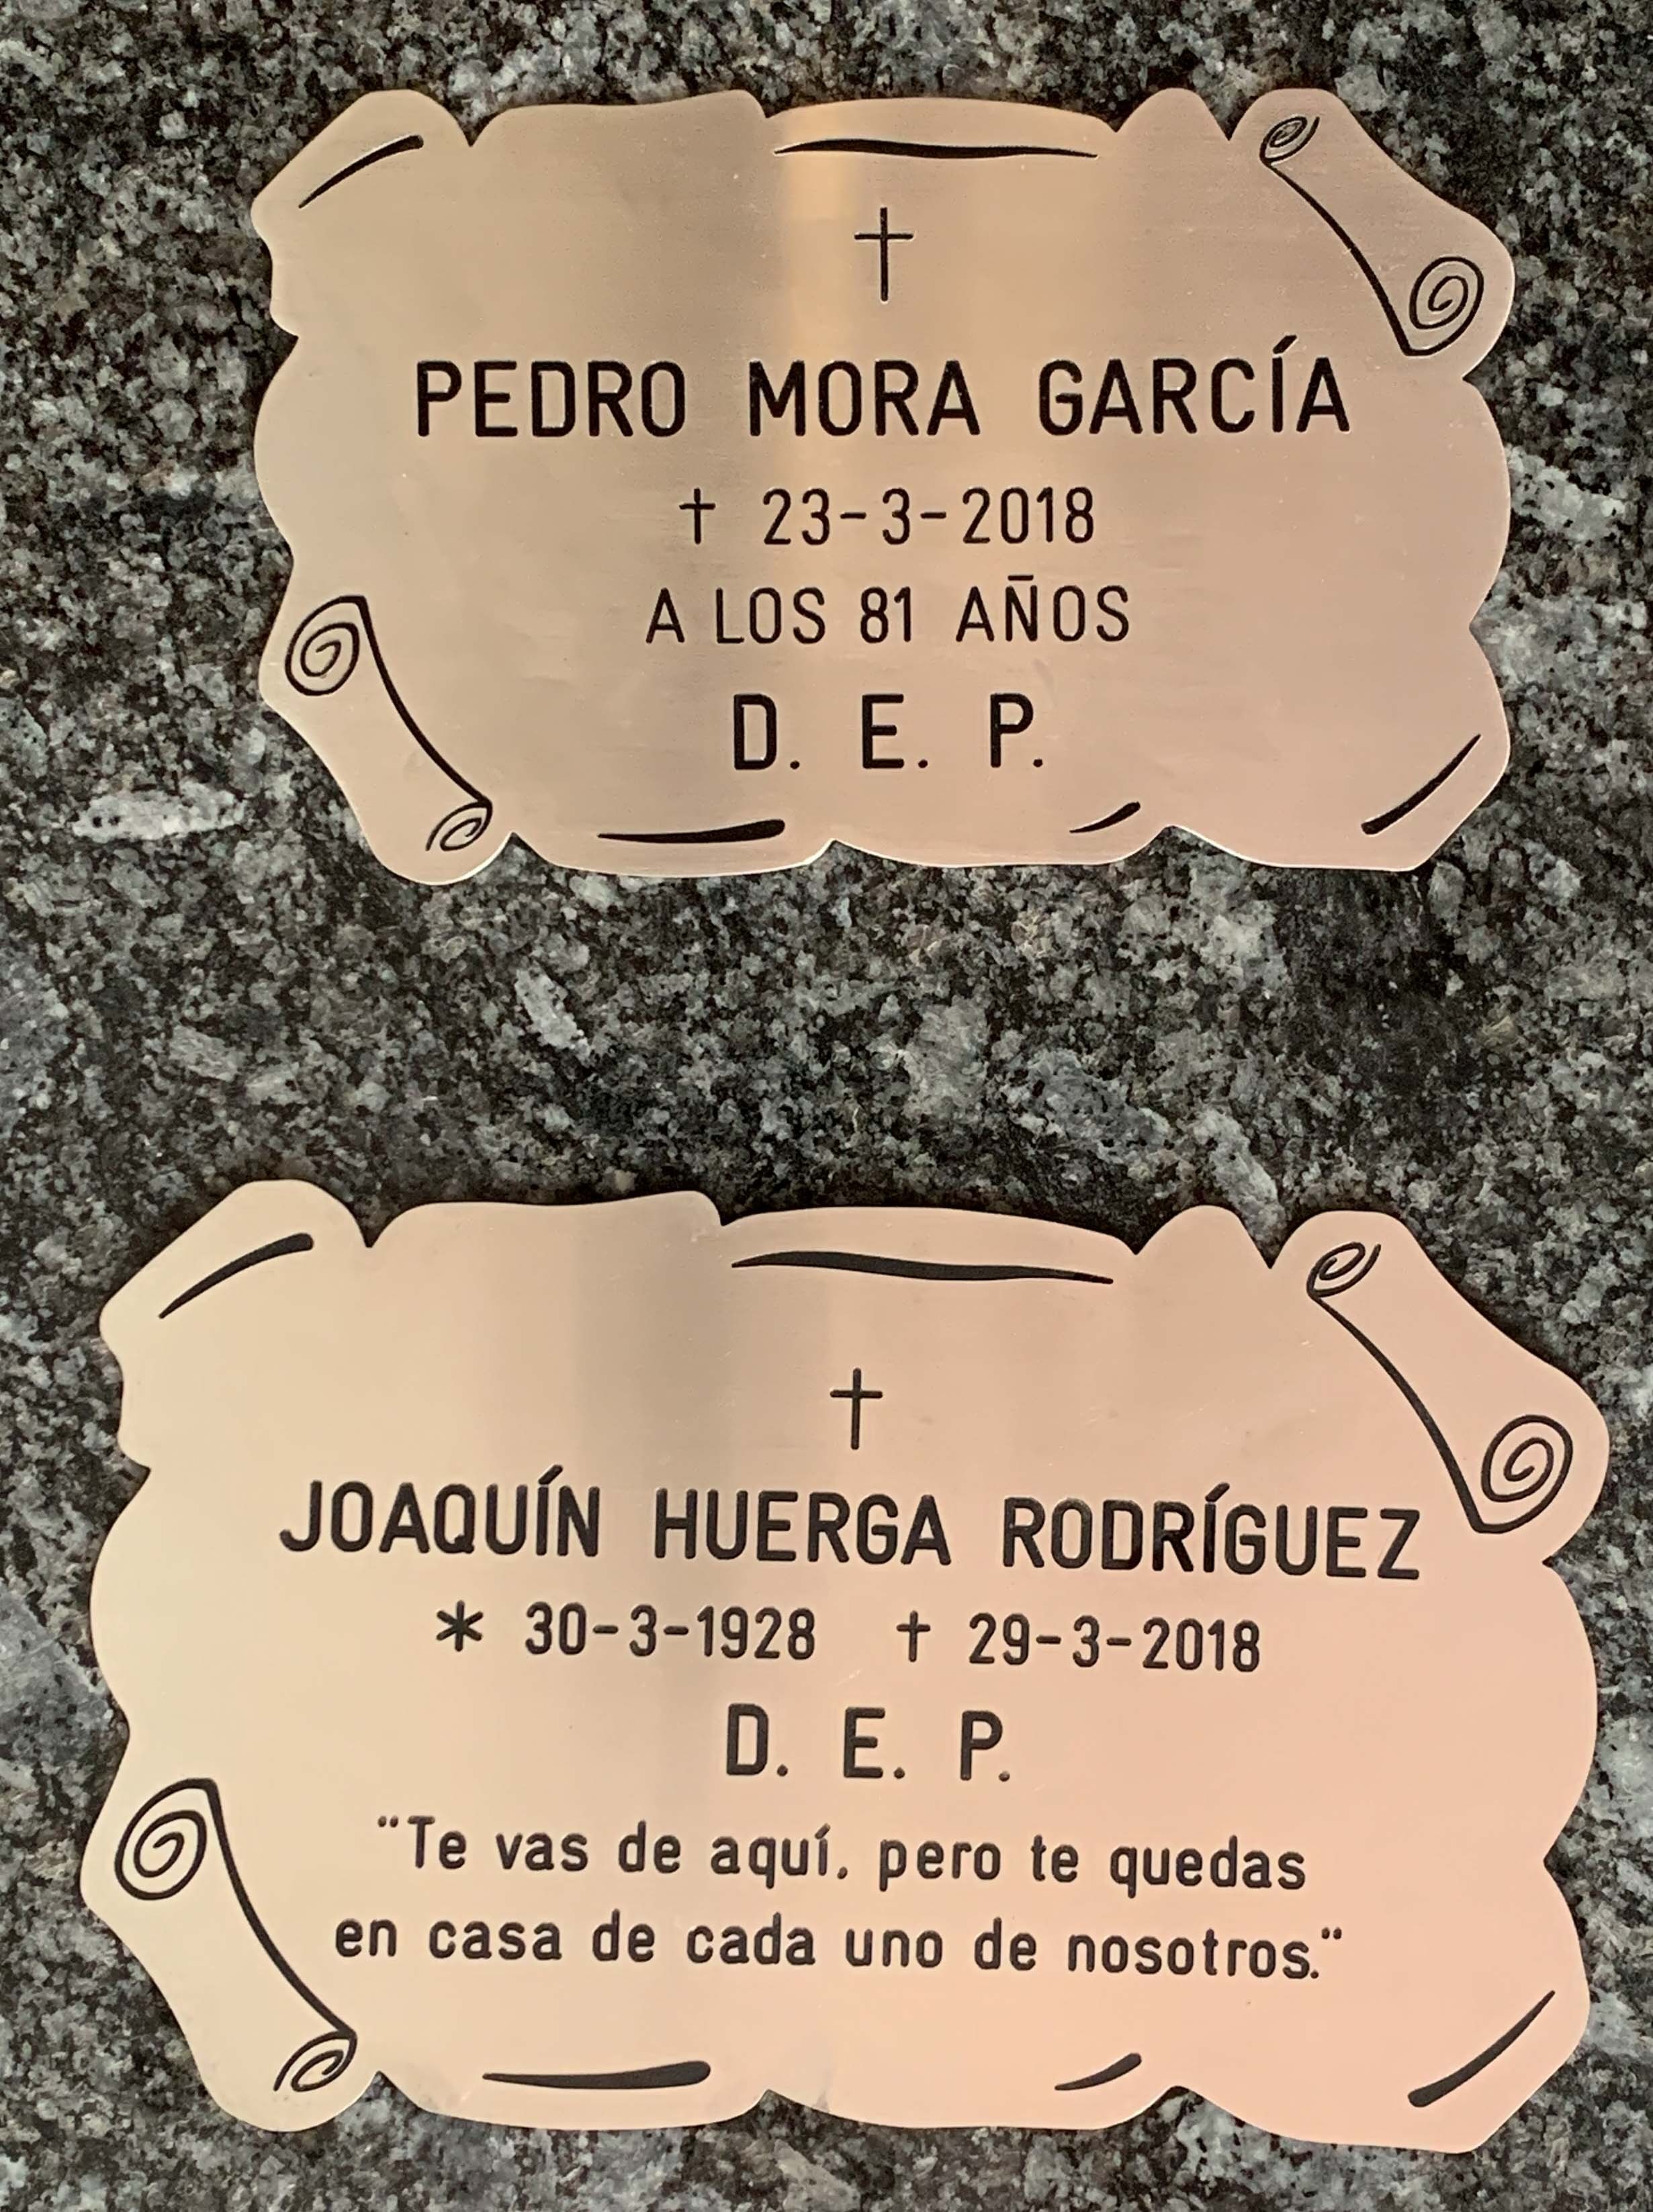 †
PEDRO MORA GARCÍA
† 23-3-2018
A LOS 81 AÑOS
D. E. P.
†
JOAQUÍN HUERGA RODRÍGUEZ
* 30-3-1928 † 29-3-2018
D. E. P.
"Te vas de aquí, pero te quedas
en casa de cada uno de nosotros."